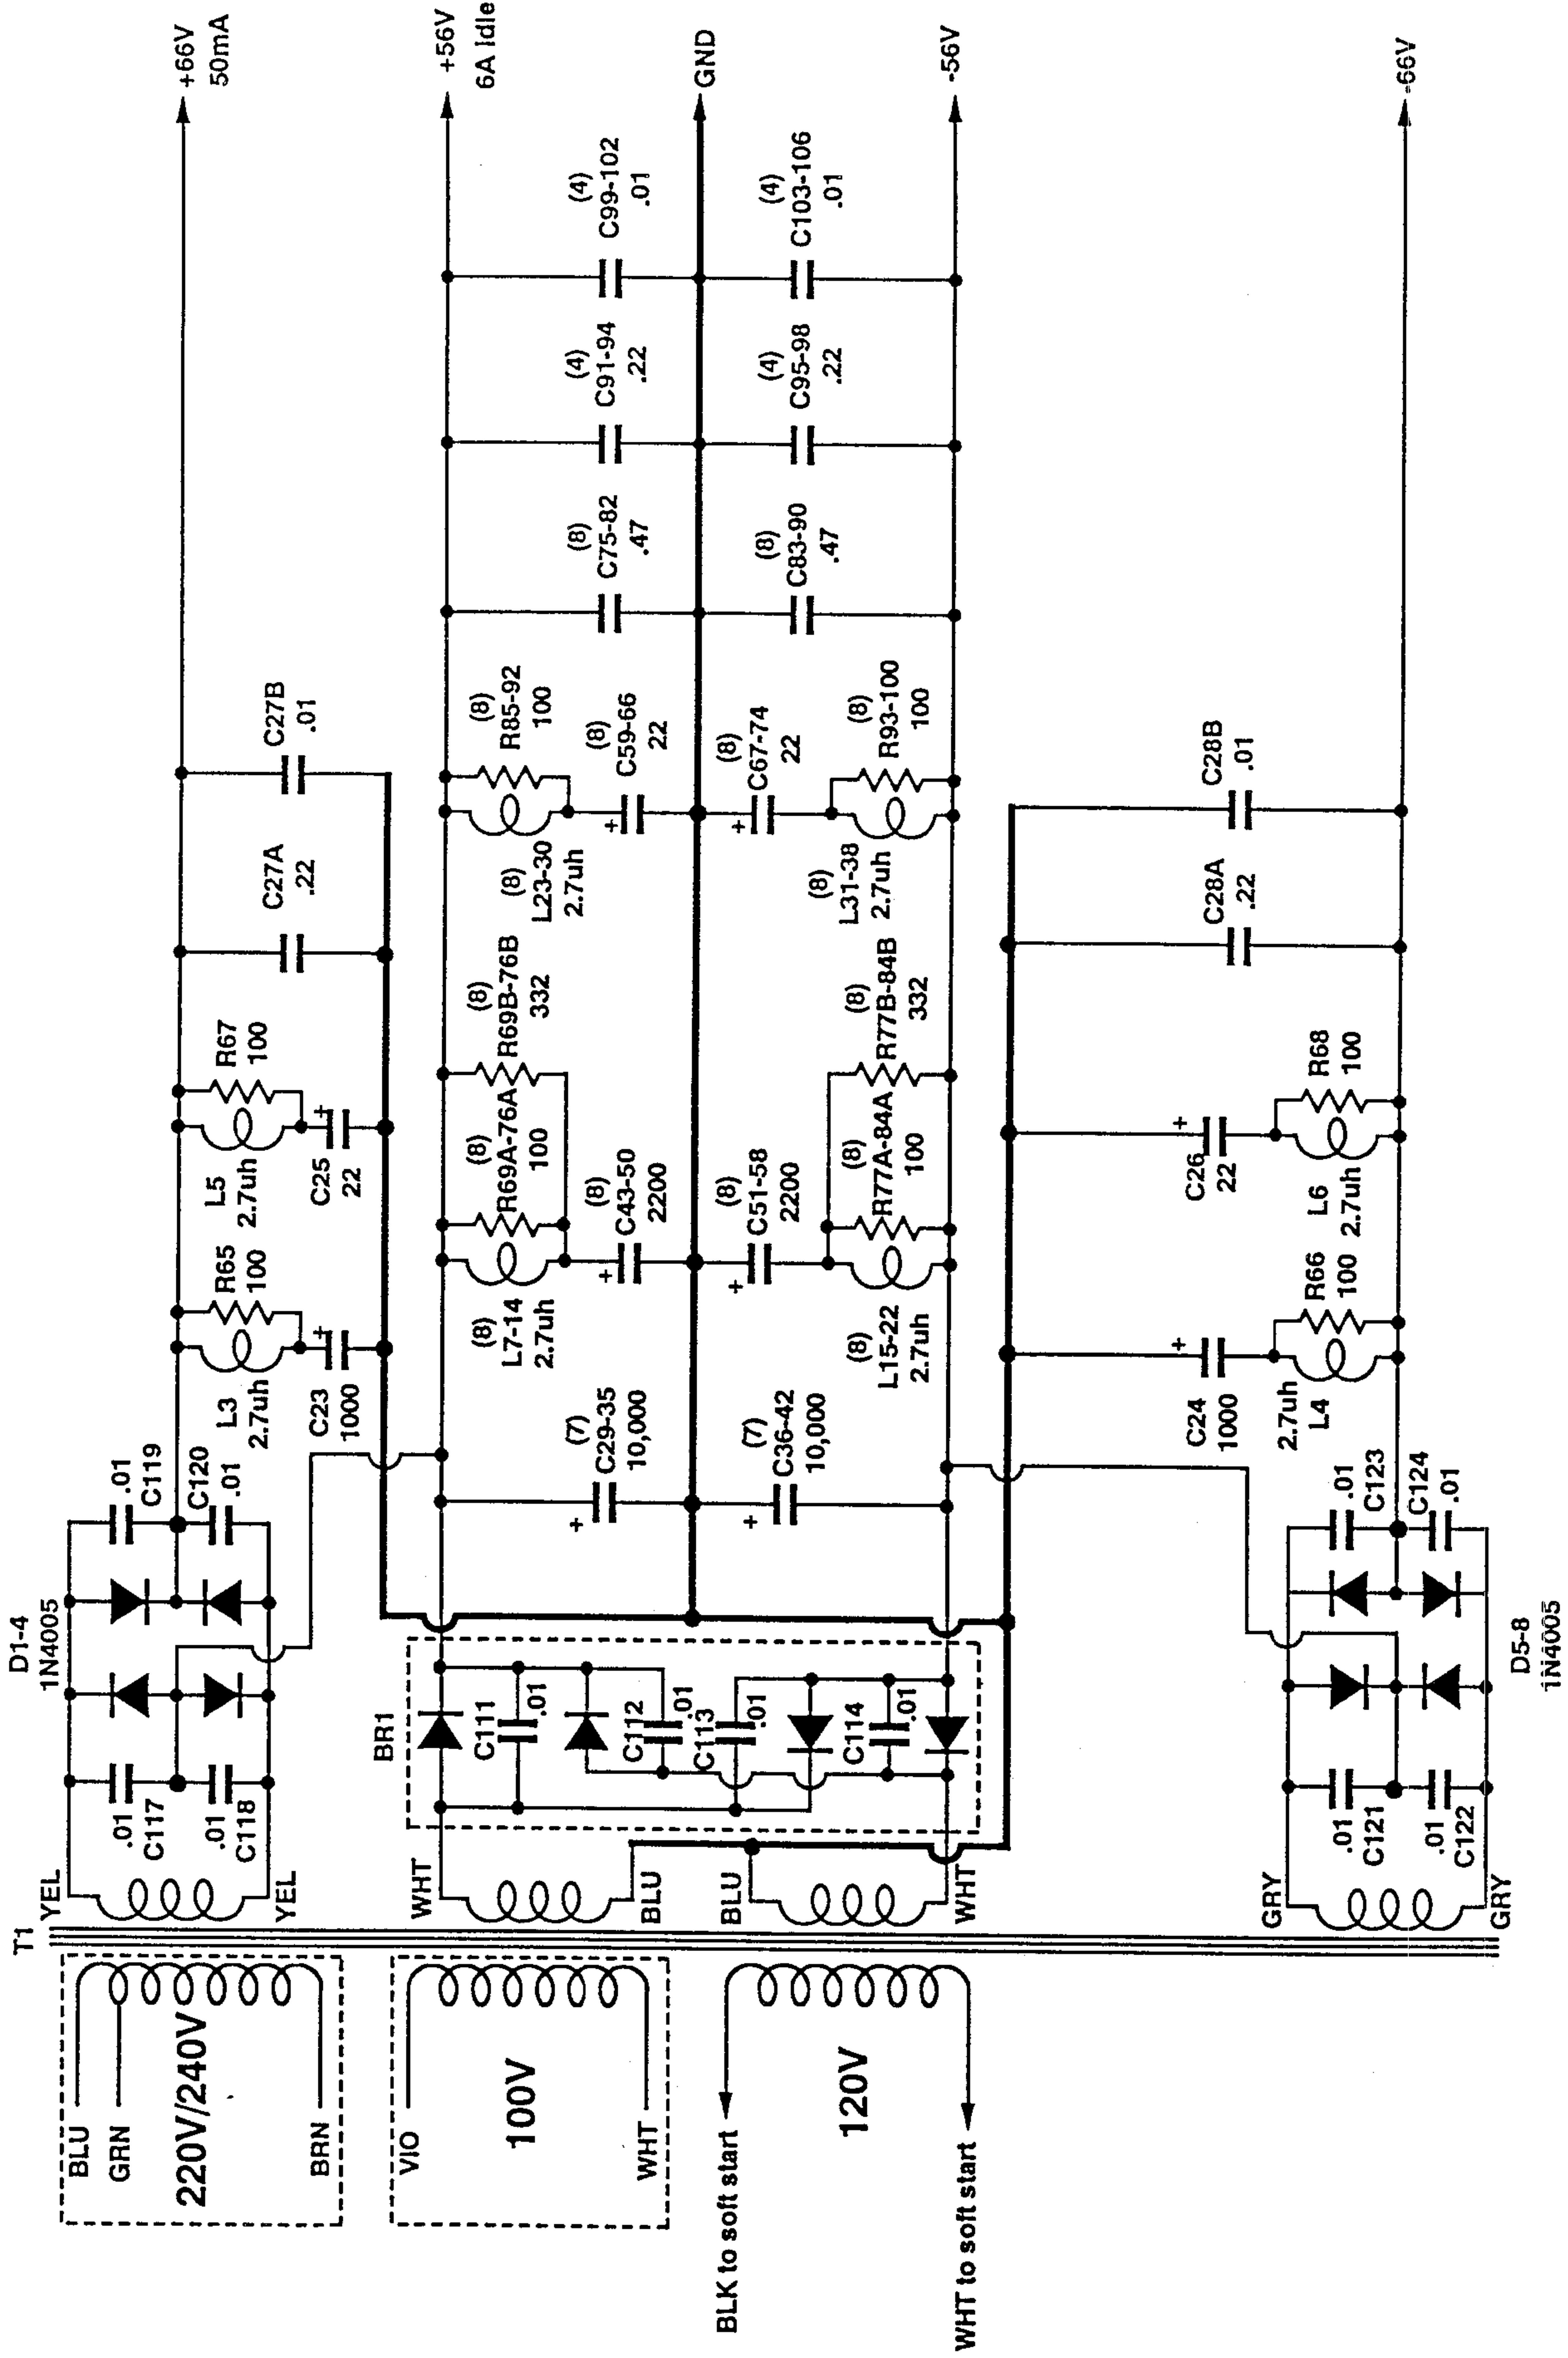 T1
BLU
GRN
220V/240V
BRN
VIO
100V
WHT
BLK to soft start
120V
WHT to soft start
YEL
YEL
.01
C117
.01
C118
D1-4
1N4005
.01
C119
C120
.01
L3
2.7uh
R65
100
C23
1000
L5
2.7uh
R67
100
C25
22
C27A
.22
C27B
.01
+66V
50mA
WHT
BLU
BLU
WHT
BR1
C111
.01
C112
.01
C113
.01
C114
.01
(7)
C29-35
10,000
(7)
C36-42
10,000
(8)
L7-14
2.7uh
(8)
R69A-76A
100
(8)
R69B-76B
332
(8)
C43-50
2200
(8)
C51-58
2200
(8)
L15-22
2.7uh
(8)
R77A-84A
100
(8)
R77B-84B
332
(8)
L23-30
2.7uh
(8)
R85-92
100
(8)
C59-66
22
(8)
C67-74
22
(8)
L31-38
2.7uh
(8)
R93-100
100
(8)
C75-82
.47
(8)
C83-90
.47
(4)
C91-94
.22
(4)
C95-98
.22
(4)
C99-102
.01
(4)
C103-106
.01
+56V
6A Idle
GND
-56V
GRY
GRY
.01
C121
.01
C122
D5-8
1N4005
.01
C123
C124
.01
C24
1000
2.7uh
L4
R66
100
C26
22
L6
2.7uh
R68
100
C28A
.22
C28B
.01
-66V